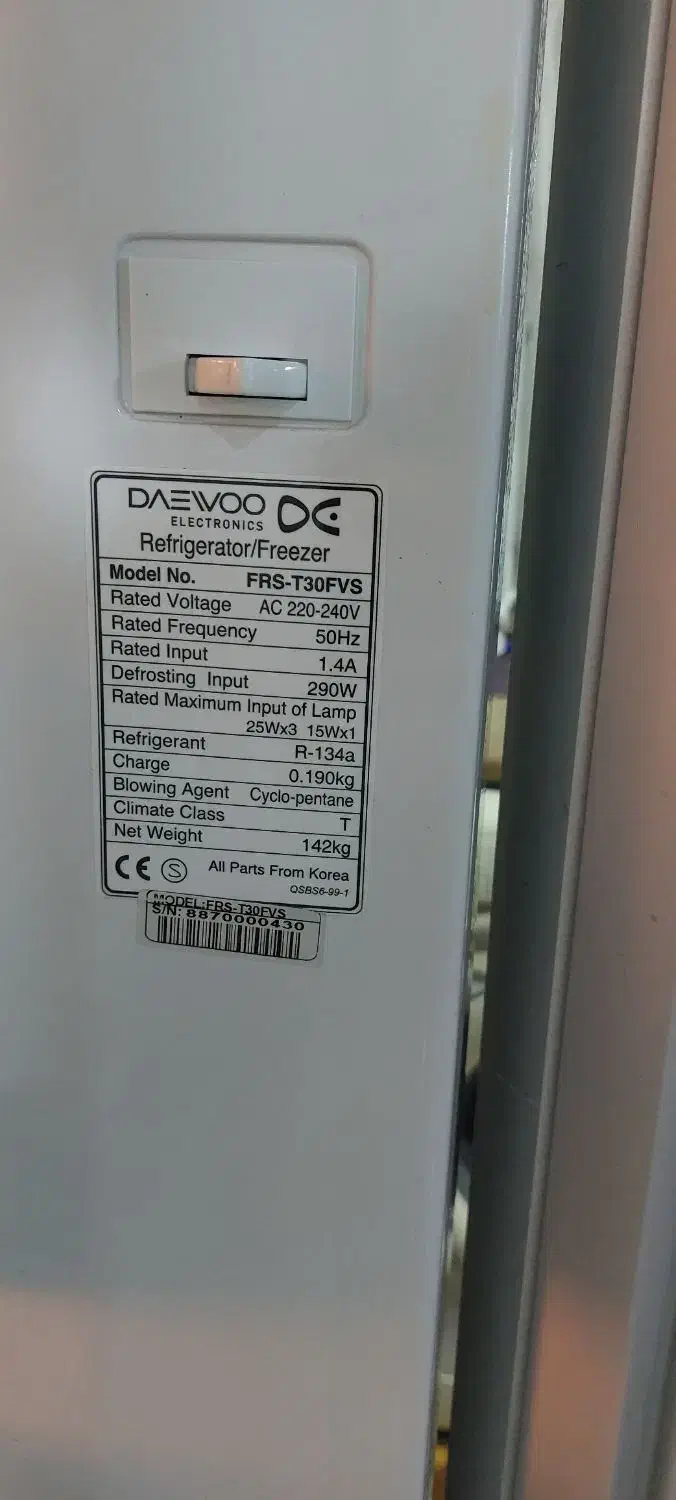 DAEWOO
ELECTRONICS
Refrigerator/Freezer
Model No. FRS-T30FVS
Rated Voltage AC 220-240V
Rated Frequency 50Hz
Rated Input 1.4A
Defrosting Input 290W
Rated Maximum Input of Lamp
25Wx3 15Wx1
Refrigerant R-134a
Charge 0.190kg
Blowing Agent Cyclo-pentane
Climate Class T
Net Weight 142kg
CE S All Parts From Korea
QSBS6-99-1
MODEL:FRS-T30FVS
S/N: 8870000430